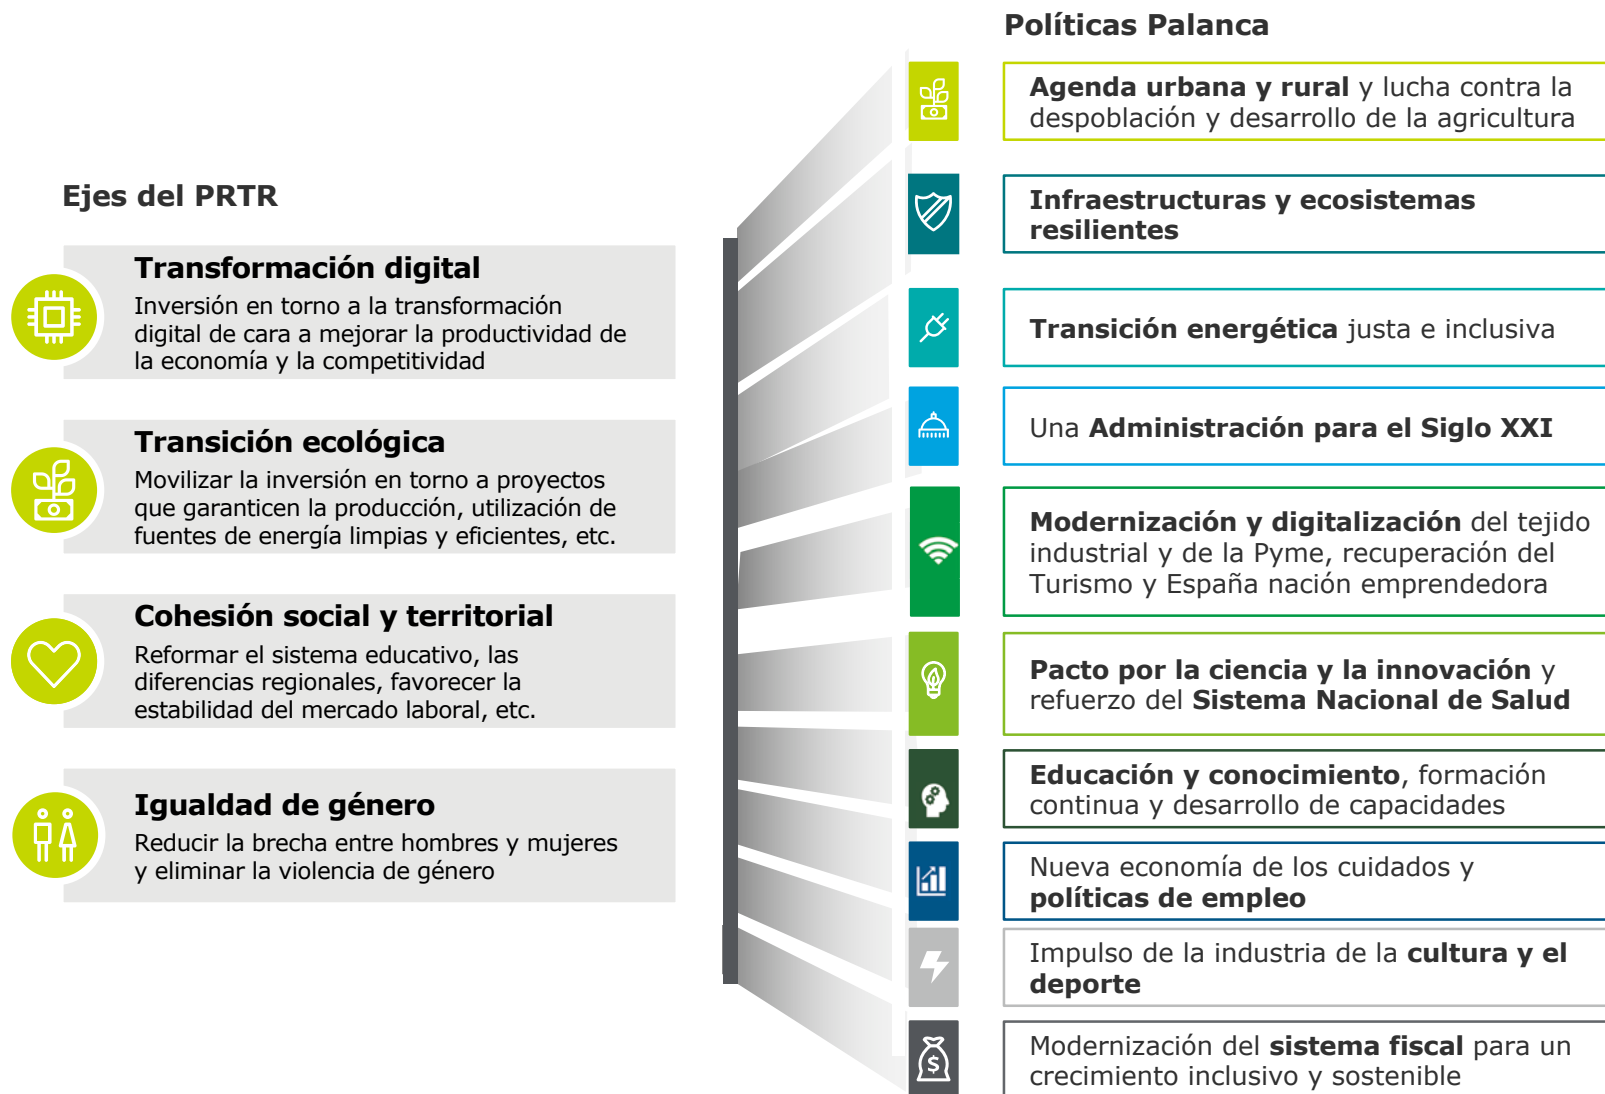 Ejes del PRTR
Transformación digital
Inversión en torno a la transformación
digital de cara a mejorar la productividad de
la economía y la competitividad
Transición ecológica
Movilizar la inversión en torno a proyectos
que garanticen la producción, utilización de
fuentes de energía limpias y eficientes, etc.
Cohesión social y territorial
Reformar el sistema educativo, las
diferencias regionales, favorecer la
estabilidad del mercado laboral, etc.
Igualdad de género
Reducir la brecha entre hombres y mujeres
y eliminar la violencia de género
Políticas Palanca
Agenda urbana y rural y lucha contra la
despoblación y desarrollo de la agricultura
Infraestructuras y ecosistemas
resilientes
Transición energética justa e inclusiva
Una Administración para el Siglo XXI
Modernización y digitalización del tejido
industrial y de la Pyme, recuperación del
Turismo y España nación emprendedora
Pacto por la ciencia y la innovación y
refuerzo del Sistema Nacional de Salud
Educación y conocimiento, formación
continua y desarrollo de capacidades
Nueva economía de los cuidados y
políticas de empleo
Impulso de la industria de la cultura y el
deporte
$
Modernización del sistema fiscal para un
crecimiento inclusivo y sostenible